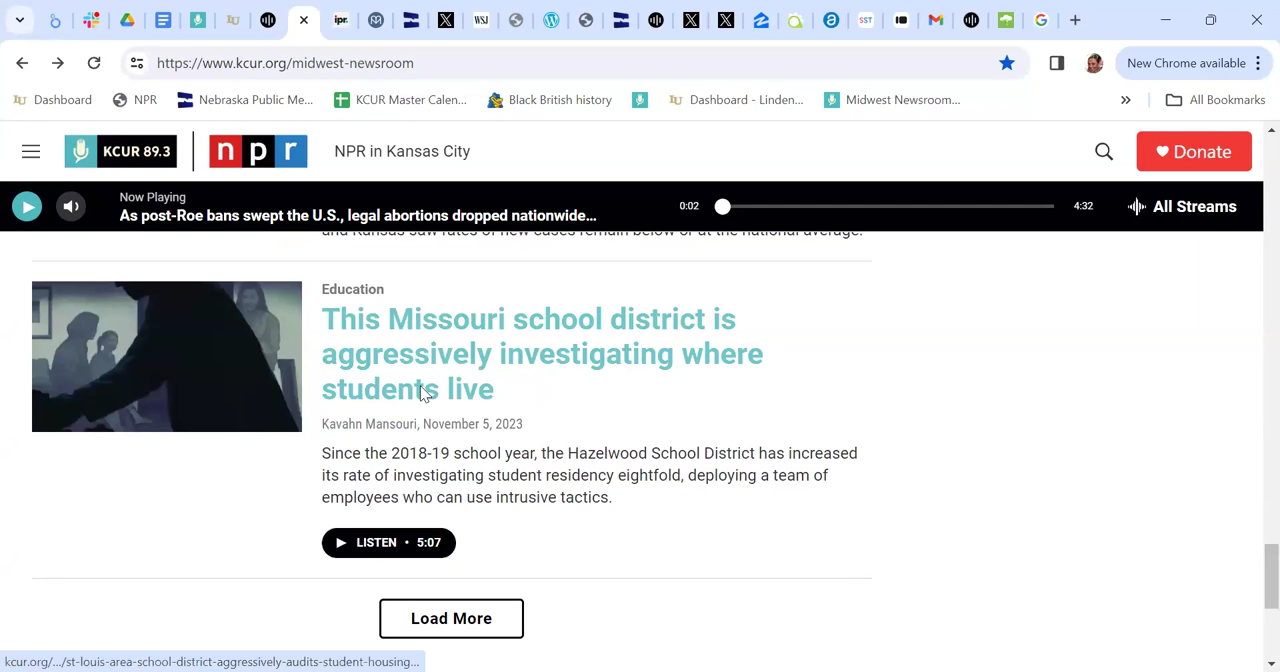 ipr.
WSJ
SST
https://www.kcur.org/midwest-newsroom
New Chrome available
Dashboard
NPR
Nebraska Public Me...
KCUR Master Calen...
Black British history
Dashboard - Linden...
Midwest Newsroom...
All Bookmarks
KCUR 89.3
n p r
NPR in Kansas City
Donate
Now Playing
As post-Roe bans swept the U.S., legal abortions dropped nationwide...
0:02
4:32
All Streams
and Kansas saw rates of new cases remain below or at the national average.
Education
This Missouri school district is
aggressively investigating where
students live
Kavahn Mansouri, November 5, 2023
Since the 2018-19 school year, the Hazelwood School District has increased
its rate of investigating student residency eightfold, deploying a team of
employees who can use intrusive tactics.
LISTEN • 5:07
Load More
kcur.org/.../st-louis-area-school-district-aggressively-audits-student-housing...